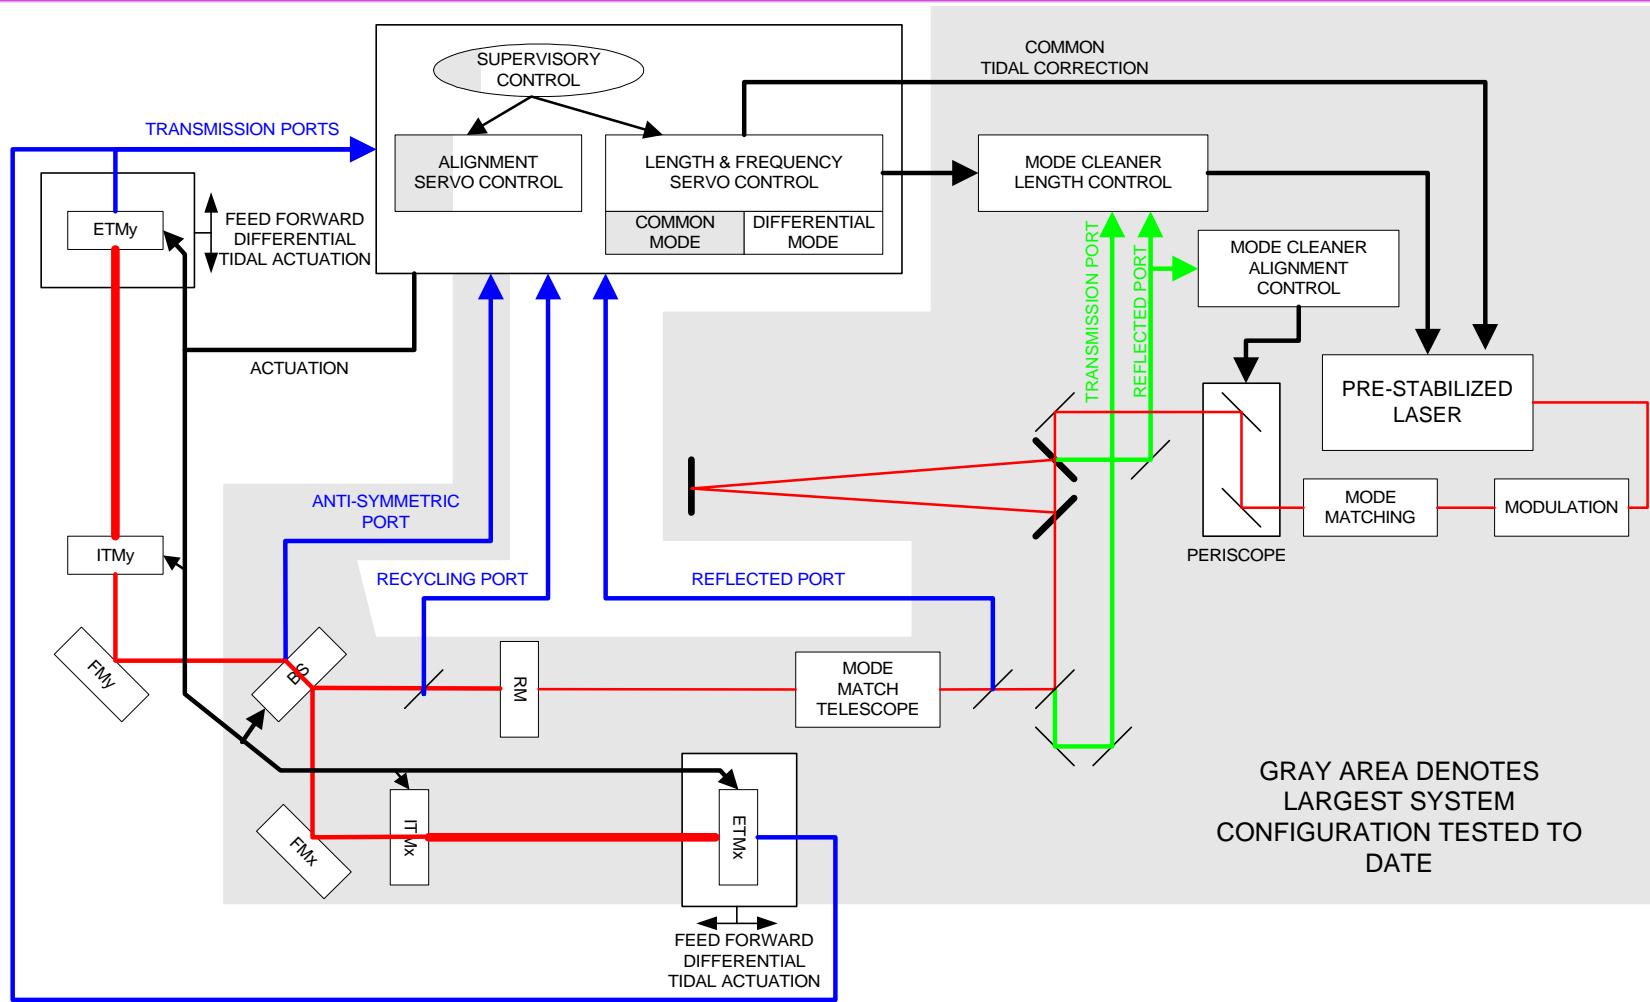 COMMON
TIDAL CORRECTION
SUPERVISORY
CONTROL
TRANSMISSION PORTS
ALIGNMENT
SERVO CONTROL
LENGTH & FREQUENCY
SERVO CONTROL
COMMON
MODE
DIFFERENTIAL
MODE
MODE CLEANER
LENGTH CONTROL
ETMy
FEED FORWARD
DIFFERENTIAL
TIDAL ACTUATION
TRANSMISSION PORT
REFLECTED PORT
MODE CLEANER
ALIGNMENT
CONTROL
ACTUATION
PRE-STABILIZED
LASER
ANTI-SYMMETRIC
PORT
MODE
MATCHING
MODULATION
PERISCOPE
ITMy
RECYCLING PORT
REFLECTED PORT
FMy
BS
RM
MODE
MATCH
TELESCOPE
FMx
ITMx
ETMx
GRAY AREA DENOTES
LARGEST SYSTEM
CONFIGURATION TESTED TO
DATE
FEED FORWARD
DIFFERENTIAL
TIDAL ACTUATION